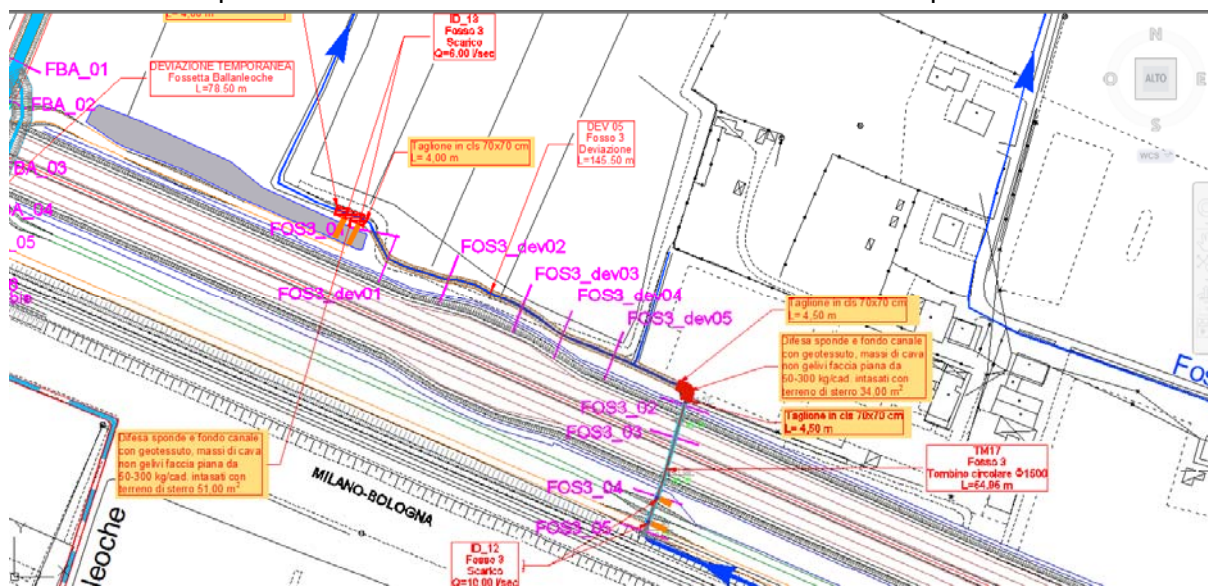 ID_13
Fosso 3
Scarico
Q=6.00 l/sec
FBA_01
DEVIAZIONE TEMPORANEA
Fossetta Ballanleoche
L=78.50 m
FBA_02
Taglione in cls 70x70 cm
L= 4,00 m
DEV 05
Fosso 3
Deviazione
L=145.50 m
N
O
ALTO
E
S
WCS
BA_03
A_04
_05
FOS3_01
FOS3_dev02
FOS3_dev01
FOS3_dev03
FOS3_dev04
FOS3_dev05
Taglione in cls 70x70 cm
L= 4,50 m
Difesa sponde e fondo canale
con geotessuto, massi di cava
non gelivi faccia piana da
50-300 kg/cad. intasati con
terreno di sterro 34,00 m²
Fos
FOS3_02
Taglione in cls 70x70 cm
L= 4,50 m
FOS3_03
Difesa sponde e fondo canale
con geotessuto, massi di cava
non gelivi faccia piana da
50-300 kg/cad. intasati con
terreno di sterro 51,00 m²
MILANO-BOLOGNA
TM17
Fosso 3
Tombino circolare Φ1500
L=64,96 m
FOS3_04
FOS3_05
leoche
ID_12
Fosso 3
Scarico
Q=10.00 l/sec